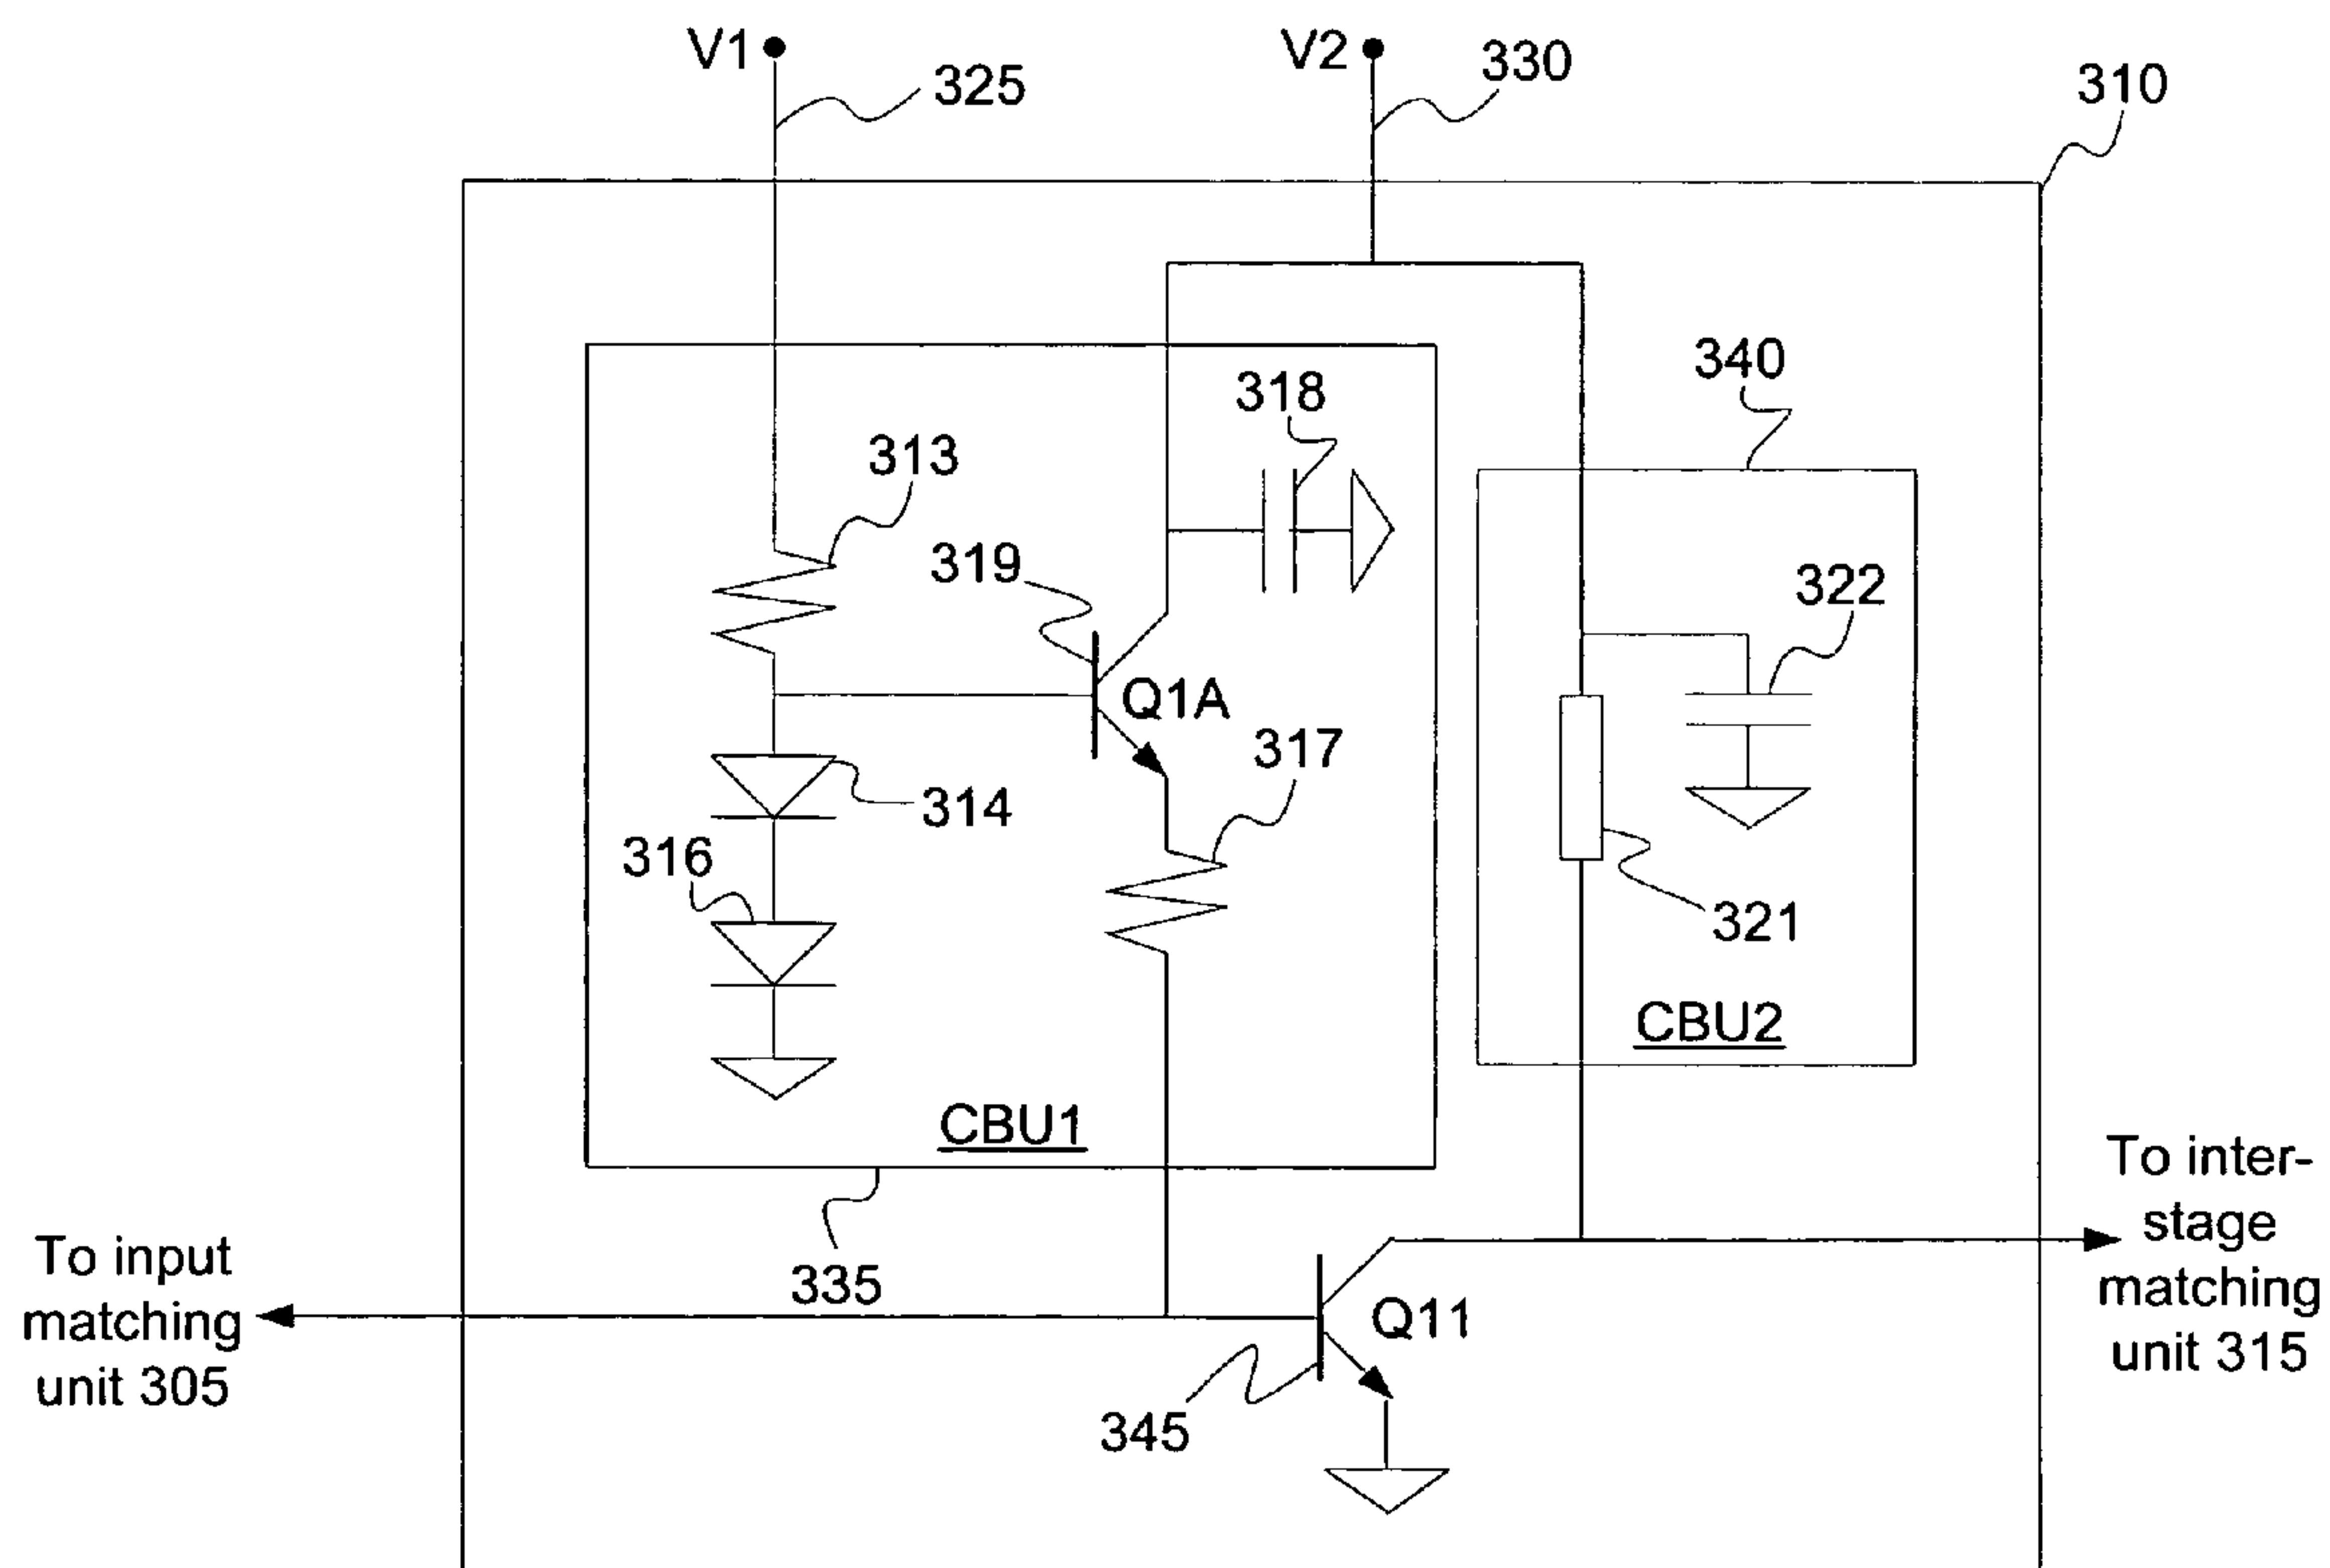 V1
325
V2
330
310
340
318
313
319
322
Q1A
317
314
316
321
CBU2
CBU1
To inter-
stage
matching
unit 315
To input
matching
unit 305
335
Q11
345